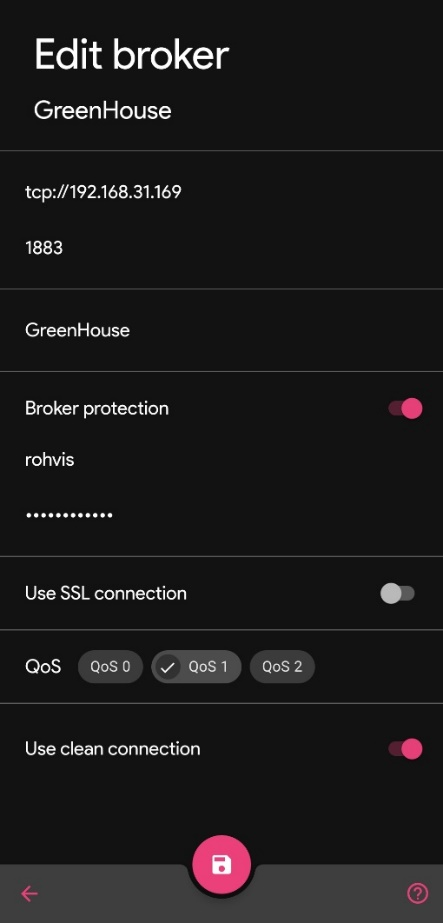 Edit broker
GreenHouse
tcp://192.168.31.169
1883
GreenHouse
Broker protection
rohvis
••••••••••••
Use SSL connection
QoS QoS 0 QoS 1 QoS 2
Use clean connection